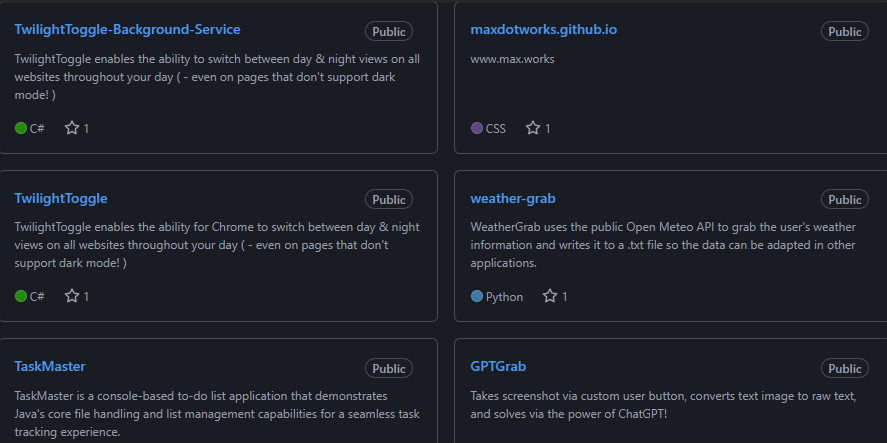 TwilightToggle-Background-Service
Public
TwilightToggle enables the ability to switch between day & night views on all
websites throughout your day ( - even on pages that don't support dark
mode! )
C#
1
maxdotworks.github.io
Public
www.max.works
CSS
1
TwilightToggle
Public
TwilightToggle enables the ability for Chrome to switch between day & night
views on all websites throughout your day ( - even on pages that don't
support dark mode! )
C#
1
weather-grab
Public
WeatherGrab uses the public Open Meteo API to grab the user's weather
information and writes it to a .txt file so the data can be adapted in other
applications.
Python
1
TaskMaster
Public
TaskMaster is a console-based to-do list application that demonstrates
Java's core file handling and list management capabilities for a seamless task
tracking experience.
GPTGrab
Public
Takes screenshot via custom user button, converts text image to raw text,
and solves via the power of ChatGPT!